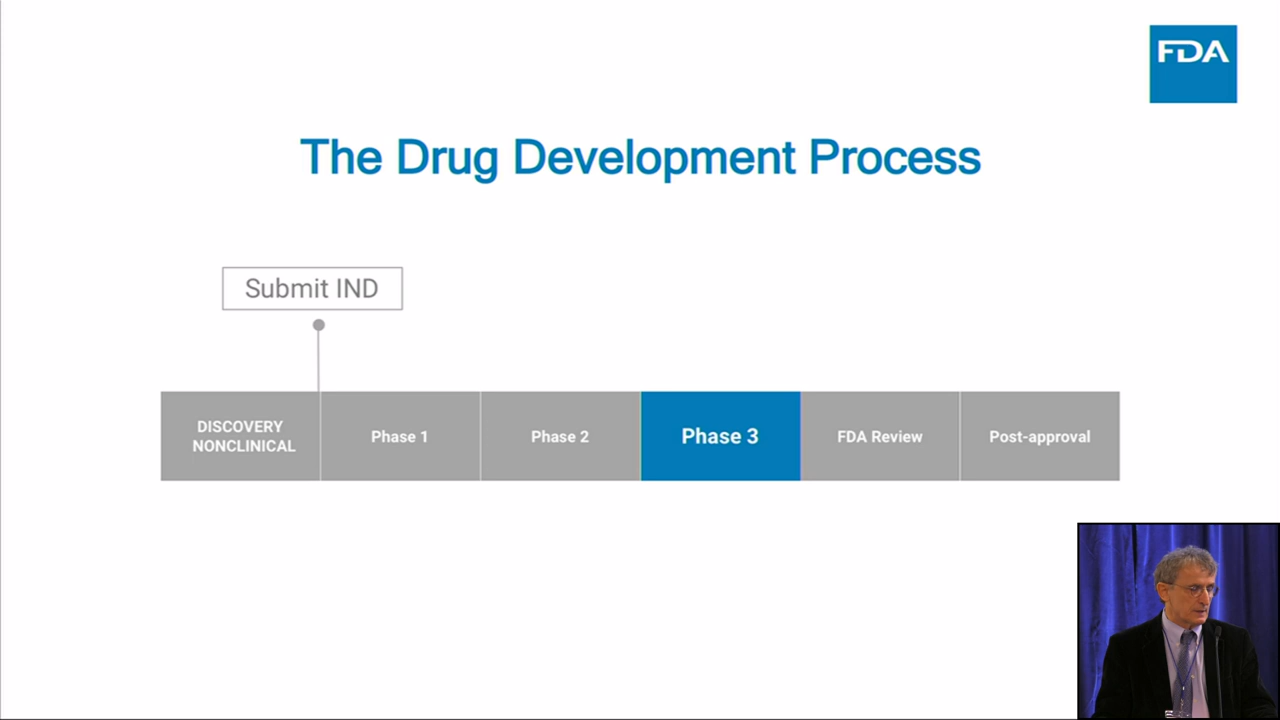 FDA
The Drug Development Process
Submit IND
DISCOVERY
NONCLINICAL
Phase 1
Phase 2
Phase 3
FDA Review
Post-approval